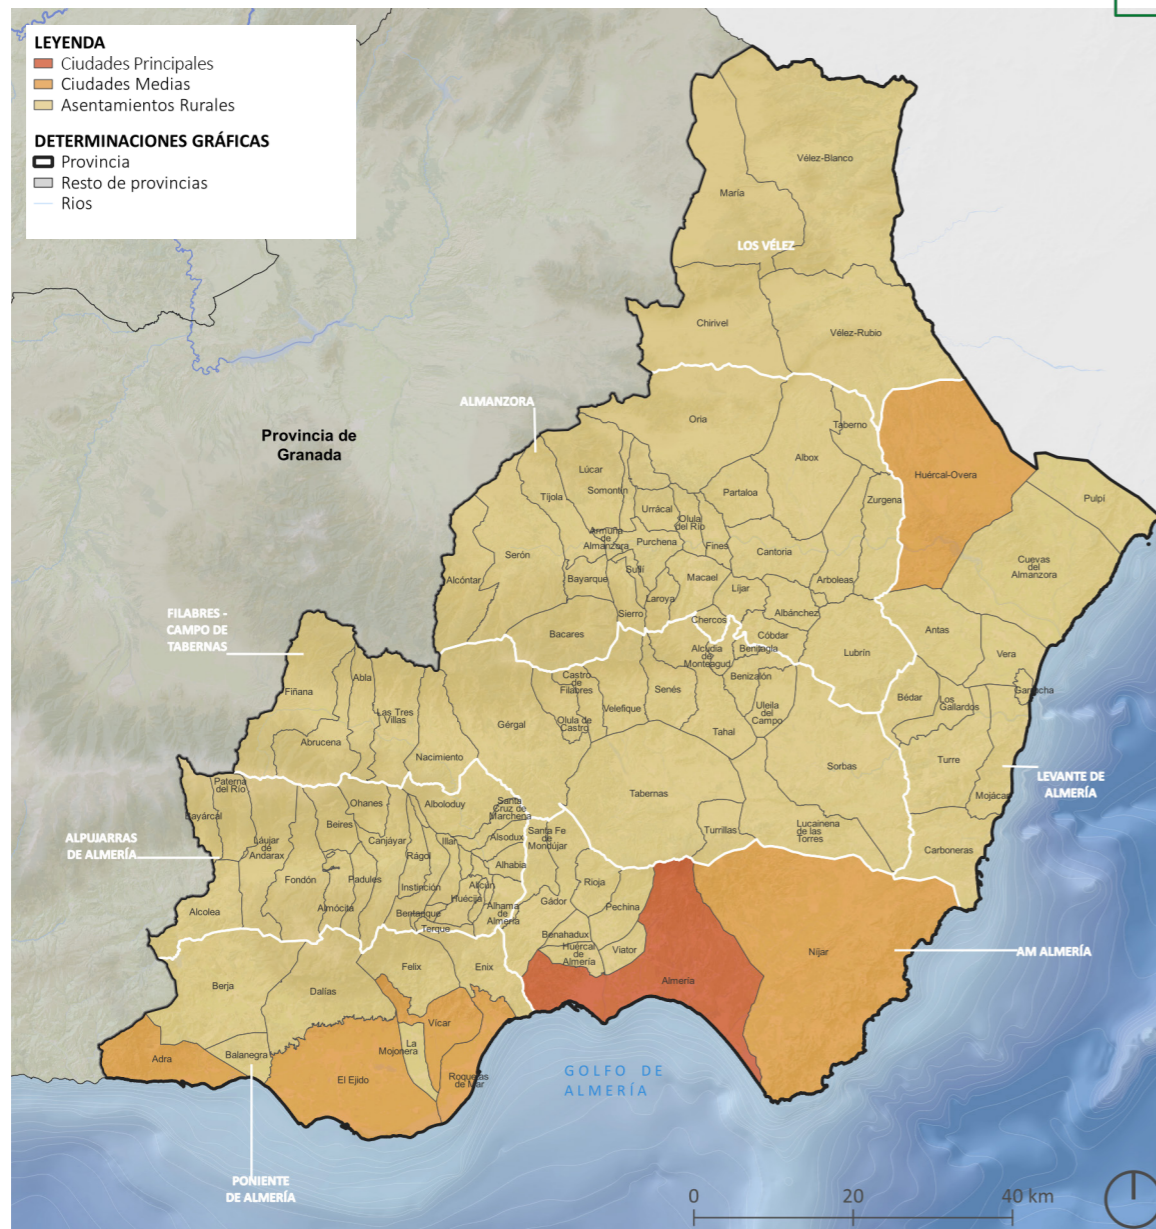 LEYENDA
Ciudades Principales
Ciudades Medias
Asentamientos Rurales
DETERMINACIONES GRÁFICAS
Provincia
Resto de provincias
Rios
Vélez-Blanco
María
LOS VÉLEZ
Chirivel
Vélez-Rubio
ALMANZORA
Provincia de
Granada
Oria
Taberno
Albox
Lúcar
Somontín
Tíjola
Partaloa
Huércal-Overa
Pulpí
Zurgena
Urrácal
Olula
del Río
Armuña
de
Almanzora
Purchena
Fines
Cantoria
Serón
Cuevas
del
Almanzora
Alcóntar
Bayarque
Suflí
Macael
Líjar
Arboleas
Laroya
Sierro
Chercos
Albánchez
FILABRES -
CAMPO DE
TABERNAS
Bacares
Cóbdar
Benitagla
Alcudia
de
Monteagud
Lubrín
Antas
Vera
Fiñana
Abla
Castro
de
Filabres
Senés
Benizalón
Bédar
Los
Gallardos
Garrucha
Las Tres
Villas
Gérgal
Olula de
Castro
Velefique
Uleila
del
Campo
Tahal
Abrucena
Nacimiento
Sorbas
Turre
Mojácar
LEVANTE DE
ALMERÍA
Paterna
del Río
Bayárcal
Tabernas
Ohanes
Alboloduy
Santa
Cruz de
Marchena
Beires
Canjáyar
Illar
Alsodux
Santa Fe
de
Mondújar
Turrillas
Lucainena
de las
Torres
Carboneras
ALPUJARRAS
DE ALMERÍA
Láujar
de
Andarax
Rágol
Alhabia
Fondón
Padules
Instinción
Alicún
Huécija
Rioja
Gádor
Pechina
Alcolea
Almócita
Bentarique
Terque
Alhama
de
Almería
Benahadux
Huércal
de
Almería
Viator
Níjar
AM ALMERÍA
Berja
Dalías
Felix
Enix
Almería
Adra
Balanegra
Vícar
La
Mojonera
El Ejido
Roquetas
de Mar
GOLFO DE
ALMERÍA
PONIENTE
DE ALMERÍA
0 20 40 km